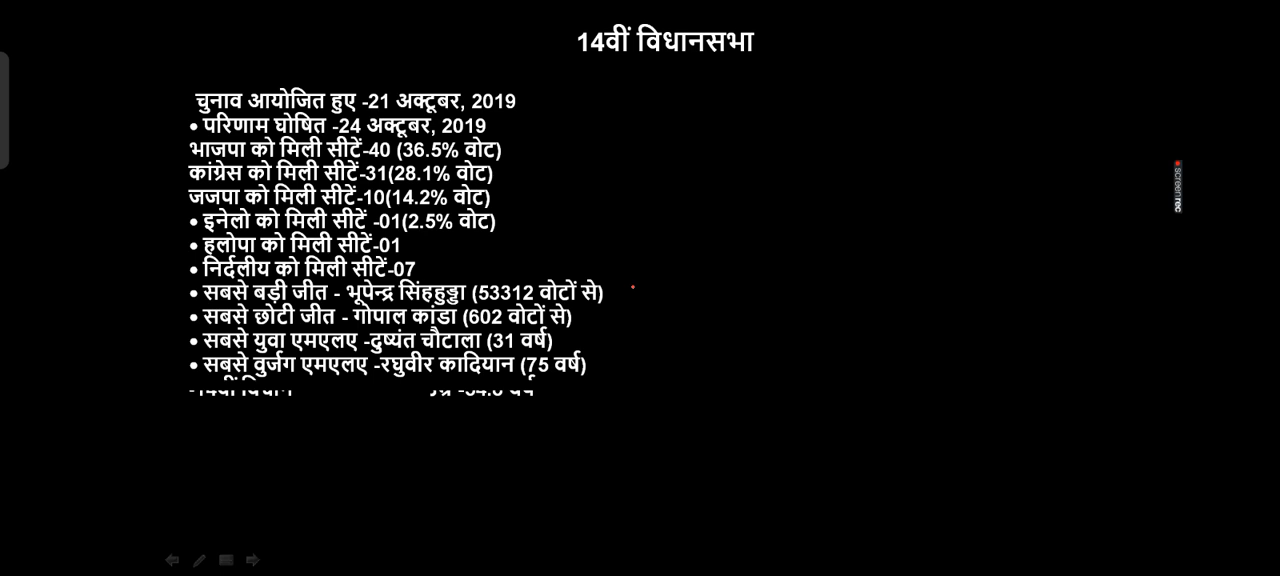 14वीं विधानसभा
चुनाव आयोजित हुए -21 अक्टूबर, 2019
• परिणाम घोषित -24 अक्टूबर, 2019
भाजपा को मिली सीटें-40 (36.5% वोट)
कांग्रेस को मिली सीटें-31(28.1% वोट)
जजपा को मिली सीटें-10(14.2% वोट)
• इनेलो को मिली सीटें -01(2.5% वोट)
• हलोपा को मिली सीटें-01
• निर्दलीय को मिली सीटें-07
• सबसे बड़ी जीत - भूपेन्द्र सिंहहुड्डा (53312 वोटों से)
• सबसे छोटी जीत - गोपाल कांडा (602 वोटों से)
• सबसे युवा एमएलए -दुष्यंत चौटाला (31 वर्ष)
• सबसे वुर्जग एमएलए -रघुवीर कादियान (75 वर्ष)
screenrec